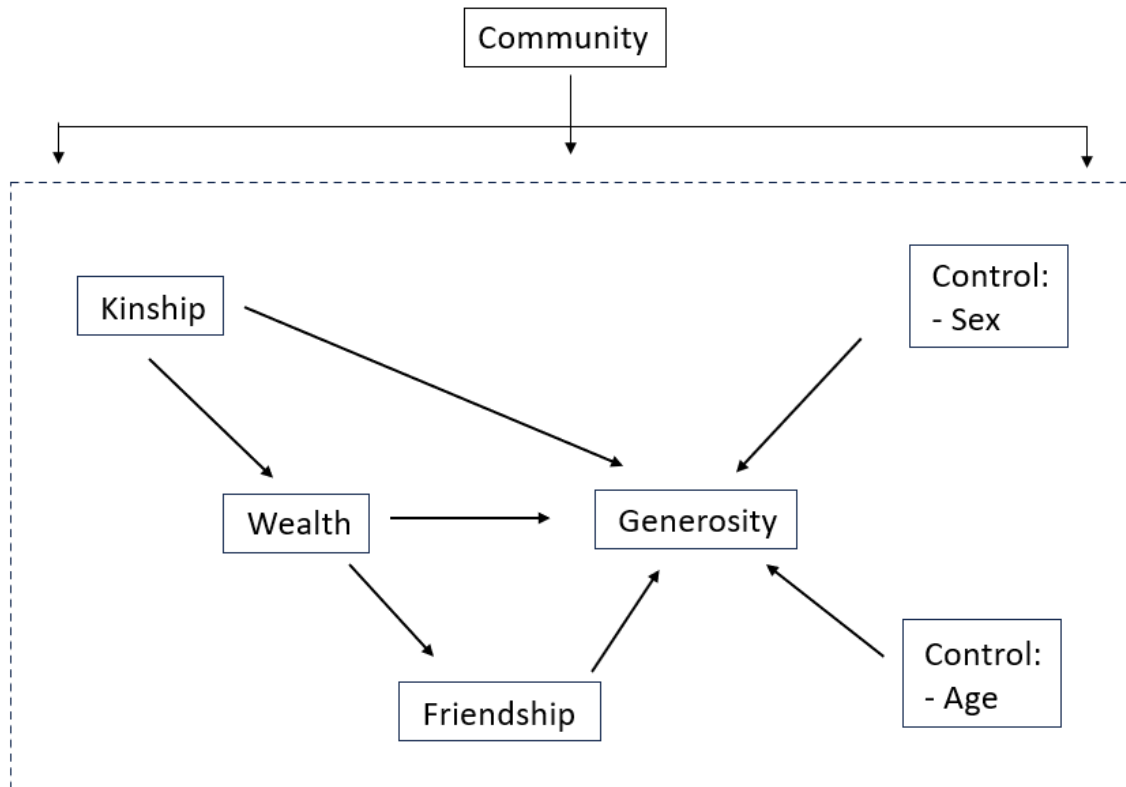 Community
Kinship
Control:
- Sex
Wealth
Generosity
Friendship
Control:
- Age